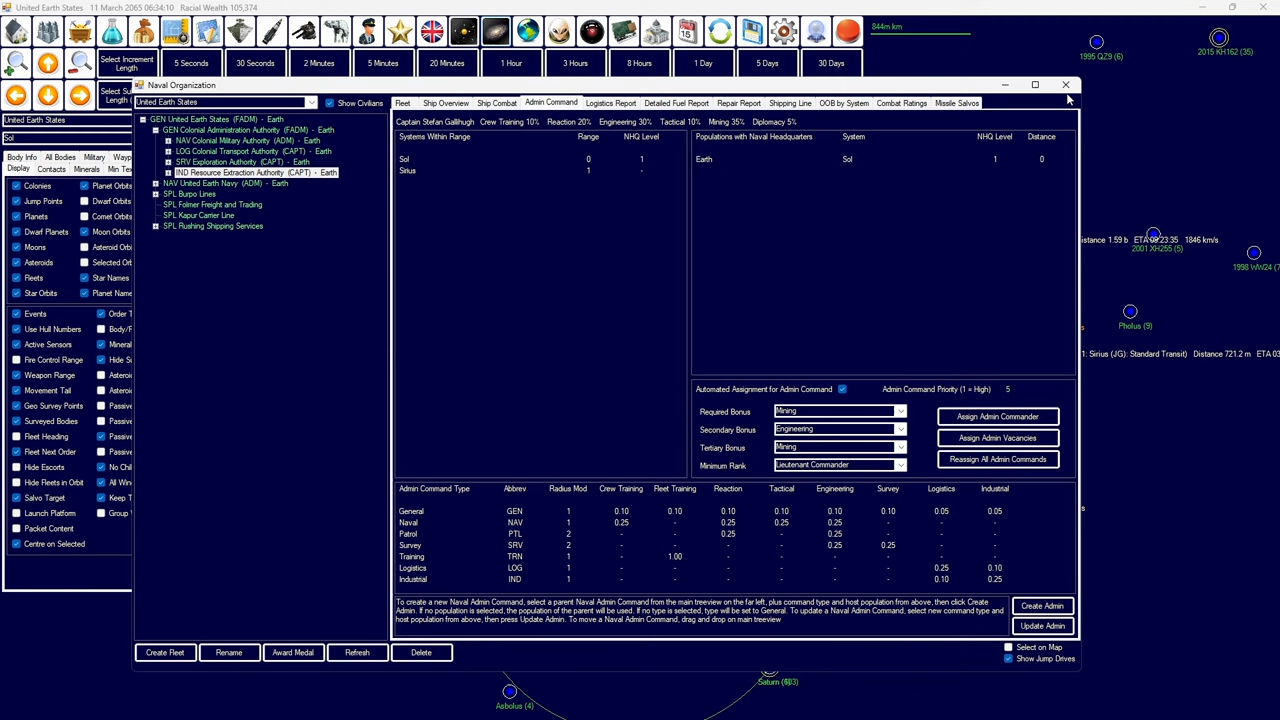 United Earth States 11 March 2065 06:34:10 Racial Wealth 105,374
844m km
1995 QZ9 (6)
2015 KH162 (35)
Select Increment Length
5 Seconds
30 Seconds
2 Minutes
5 Minutes
20 Minutes
1 Hour
3 Hours
8 Hours
1 Day
5 Days
30 Days
United Earth States
Sol
Body Info All Bodies Military
Display Contacts Minerals
Colonies Planet Orbits
Jump Points Dwarf Orbits
Planets Comet Orbits
Dwarf Planets Moon Orbits
Moons
Asteroids
Fleets Star Names
Star Orbits
Events
Use Hull Numbers
Active Sensors
Fire Control Range
Weapon Range
Movement Tail
Geo Survey Points
Surveyed Bodies
Fleet Heading
Fleet Next Order
Hide Escorts
Hide Fleets in Orbit
Salvo Target
Launch Platform
Packet Content
Centre on Selected
Naval Organization
United Earth States Show Civilians
GEN United Earth States (FADM) - Earth
GEN Colonial Administration Authority (FADM) - Earth
NAV Colonial Military Authority (ADM) - Earth
LOG Colonial Transport Authority (CAPT) - Earth
SRV Exploration Authority (CAPT) - Earth
IND Resource Extraction Authority (CAPT) - Earth
NAV United Earth Navy (ADM) - Earth
SPL Burpo Lines
SPL Folmer Freight and Trading
SPL Kapur Carrier Line
SPL Rushing Shipping Services
Fleet Ship Overview Ship Combat Admin Command Logistics Report Detailed Fuel Report Repair Report Shipping Line OOB by System Combat Ratings Missile Salvos
Captain Stefan Gallihugh Crew Training 10% Reaction 20% Engineering 30% Tactical 10% Mining 35% Diplomacy 5%
Systems Within Range Range NHQ Level
Sol 0 1
Sirius 1 -
Populations with Naval Headquarters System NHQ Level Distance
Earth Sol 1 0
Automated Assignment for Admin Command Admin Command Priority (1 = High) 5
Required Bonus Mining
Secondary Bonus Engineering
Tertiary Bonus Mining
Minimum Rank Lieutenant Commander
Assign Admin Commander
Assign Admin Vacancies
Reassign All Admin Commands
Admin Command Type Abbrev Radius Mod Crew Training Fleet Training Reaction Tactical Engineering Survey Logistics Industrial
General GEN 1 0.10 0.10 0.10 0.10 0.10 0.10 0.05 0.05
Naval NAV 1 0.25 - 0.25 0.25 0.25 - - -
Patrol PTL 2 - - 0.25 - 0.25 - - -
Survey SRV 2 - - - - 0.25 0.25 - -
Training TRN 1 - 1.00 - - - - - -
Logistics LOG 1 - - - - - - 0.25 0.10
Industrial IND 1 - - - - - - 0.10 0.25
To create a new Naval Admin Command, select a parent Naval Admin Command from the main treeview on the far left, plus command type and host population from above, then click Create
Admin. If no population is selected, the population of the parent will be used. If no type is selected, type will be set to General. To update a Naval Admin Command, select new command type and
host population from above, then press Update Admin. To move a Naval Admin Command, drag and drop on main treeview
Create Admin
Update Admin
Create Fleet Rename Award Medal Refresh Delete
Select on Map
Show Jump Drives
istance 1.59 b ETA 09:23:35 1846 km/s
2001 XH255 (5)
1998 WW24
Pholus (9)
1: Sirius (JG): Standard Transit) Distance 721.2 m
Asbolus (4)